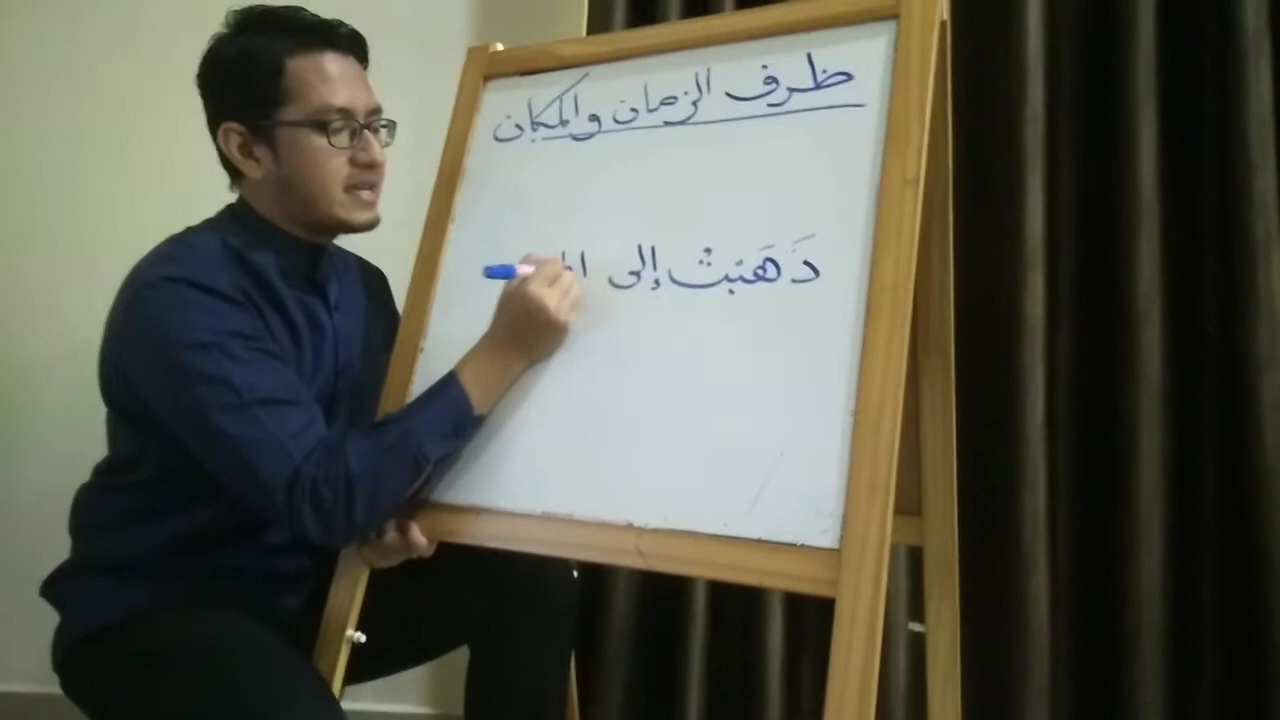 ظرف الزمان والمكان
ذَهَبْتُ إلى